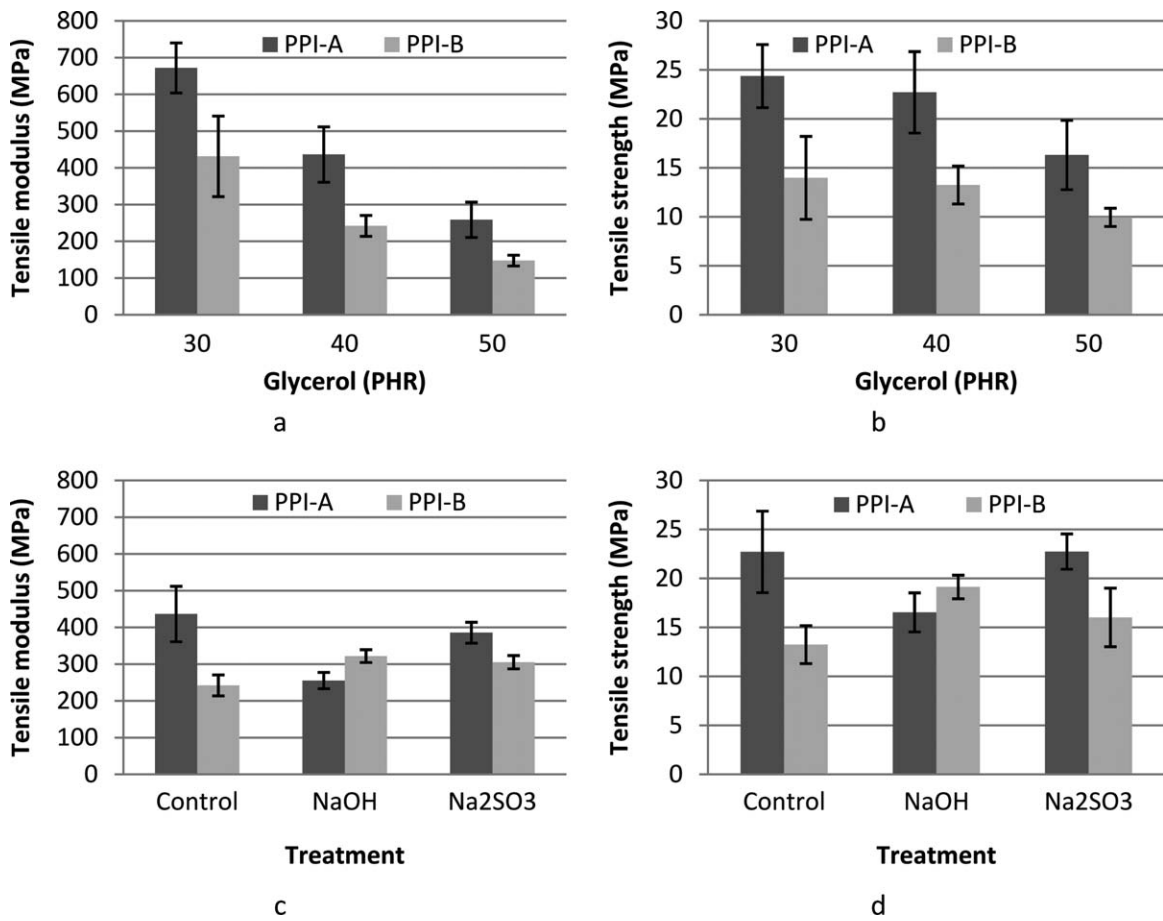 Tensile modulus (MPa)
800
700
600
500
400
300
200
100
0
PPI-A PPI-B
30 40 50
Glycerol (PHR)
a
Tensile strength (MPa)
30
25
20
15
10
5
0
PPI-A PPI-B
30 40 50
Glycerol (PHR)
b
Tensile modulus (MPa)
800
700
600
500
400
300
200
100
0
PPI-A PPI-B
Control NaOH Na2SO3
Treatment
c
Tensile strength (MPa)
30
25
20
15
10
5
0
PPI-A PPI-B
Control NaOH Na2SO3
Treatment
d